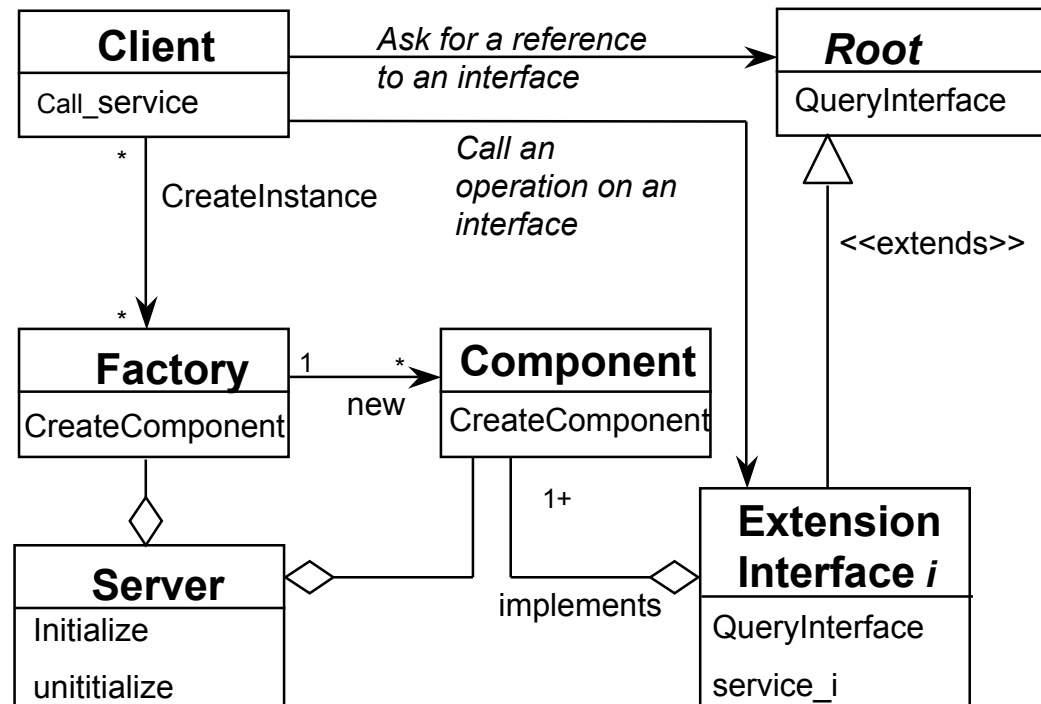 Client
Call_service
Ask for a reference
to an interface
Root
QueryInterface
*
CreateInstance
*
Call an
operation on an
interface
<<extends>>
Factory
CreateComponent
1
*
new
Component
CreateComponent
1+
implements
Server
Initialize
unititialize
Extension
Interface i
QueryInterface
service_i